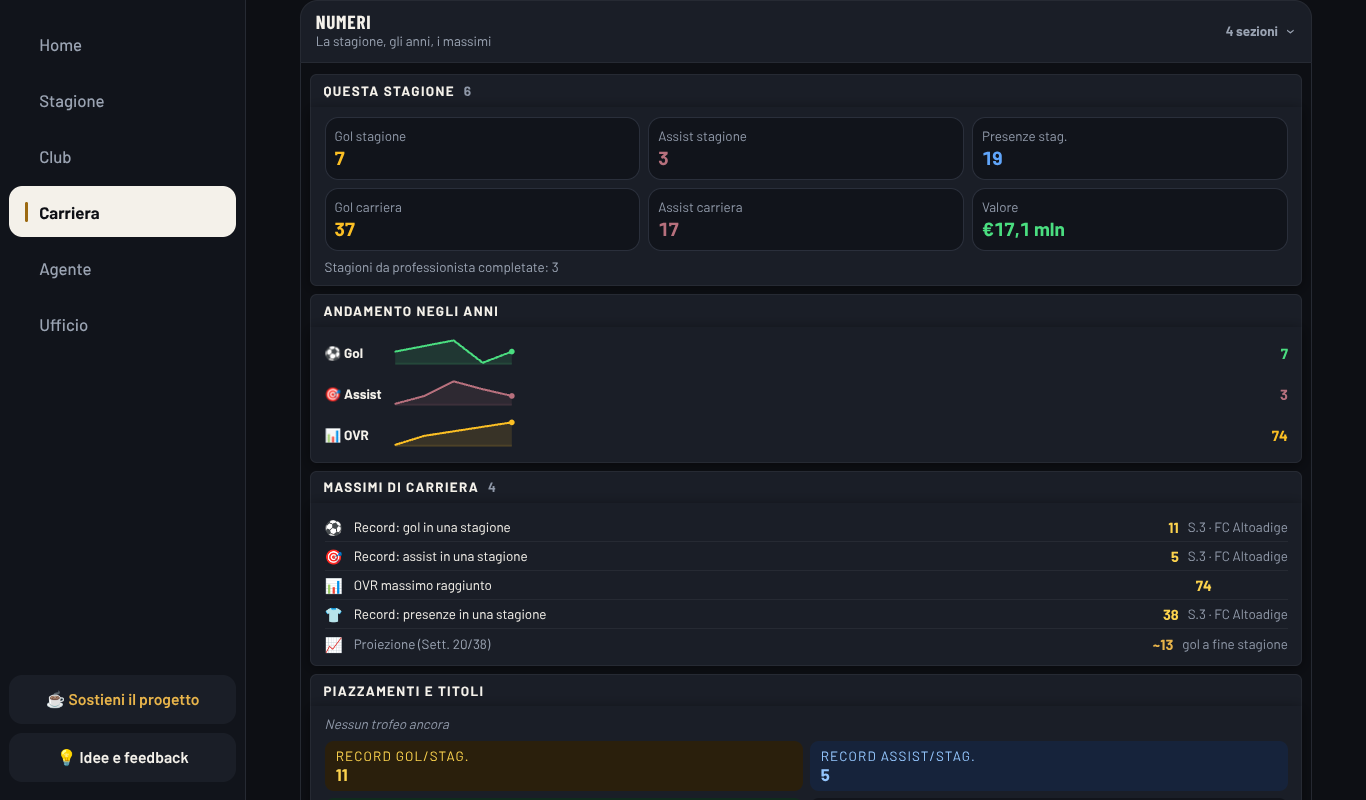 Home
Stagione
Club
Carriera
Agente
Ufficio
☕ Sostieni il progetto
💡 Idee e feedback
NUMERI
La stagione, gli anni, i massimi
4 sezioni
QUESTA STAGIONE 6
Gol stagione
7
Assist stagione
3
Presenze stag.
19
Gol carriera
37
Assist carriera
17
Valore
€17,1 mln
Stagioni da professionista completate: 3
ANDAMENTO NEGLI ANNI
⚽ Gol 7
🎯 Assist 3
📊 OVR 74
MASSIMI DI CARRIERA 4
⚽ Record: gol in una stagione 11 S.3 · FC Altoadige
🎯 Record: assist in una stagione 5 S.3 · FC Altoadige
📊 OVR massimo raggiunto 74
👕 Record: presenze in una stagione 38 S.3 · FC Altoadige
📈 Proiezione (Sett. 20/38) ~13 gol a fine stagione
PIAZZAMENTI E TITOLI
Nessun trofeo ancora
RECORD GOL/STAG.
11
RECORD ASSIST/STAG.
5